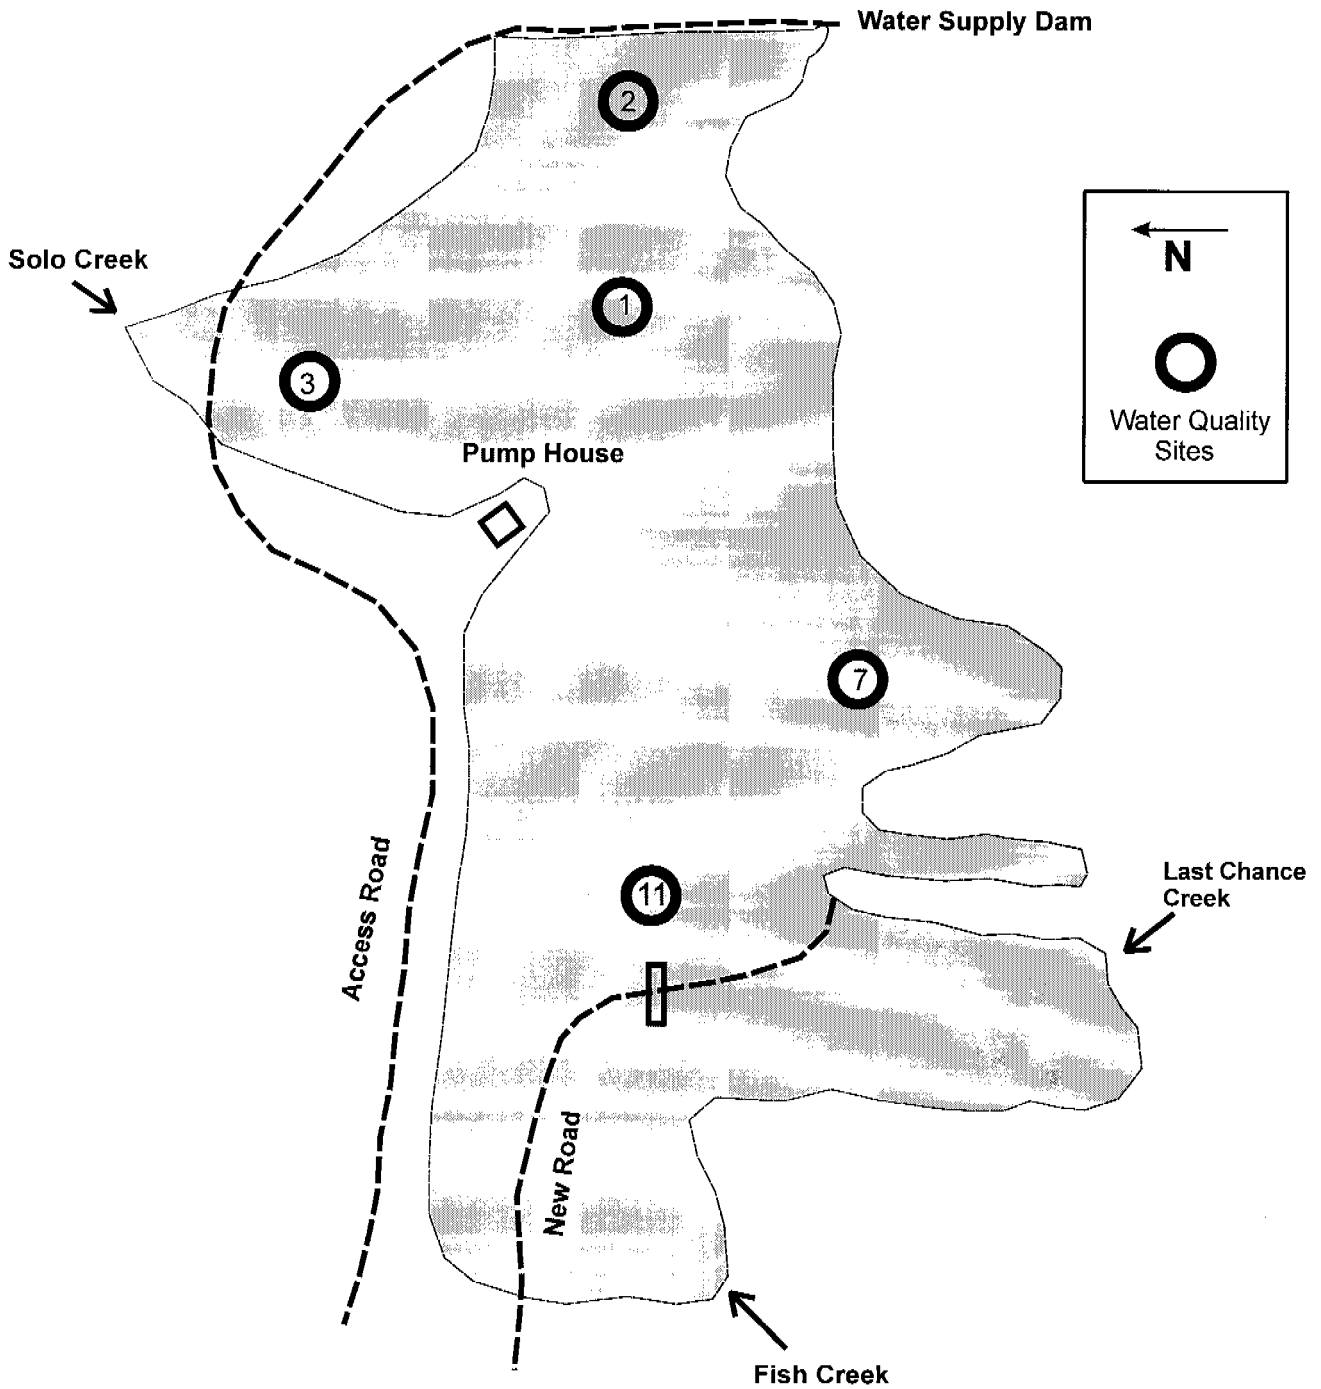 Water Supply Dam
2
Solo Creek
N
1
3
Water Quality
Sites
Pump House
7
Access Road
11
Last Chance
Creek
New Road
Fish Creek